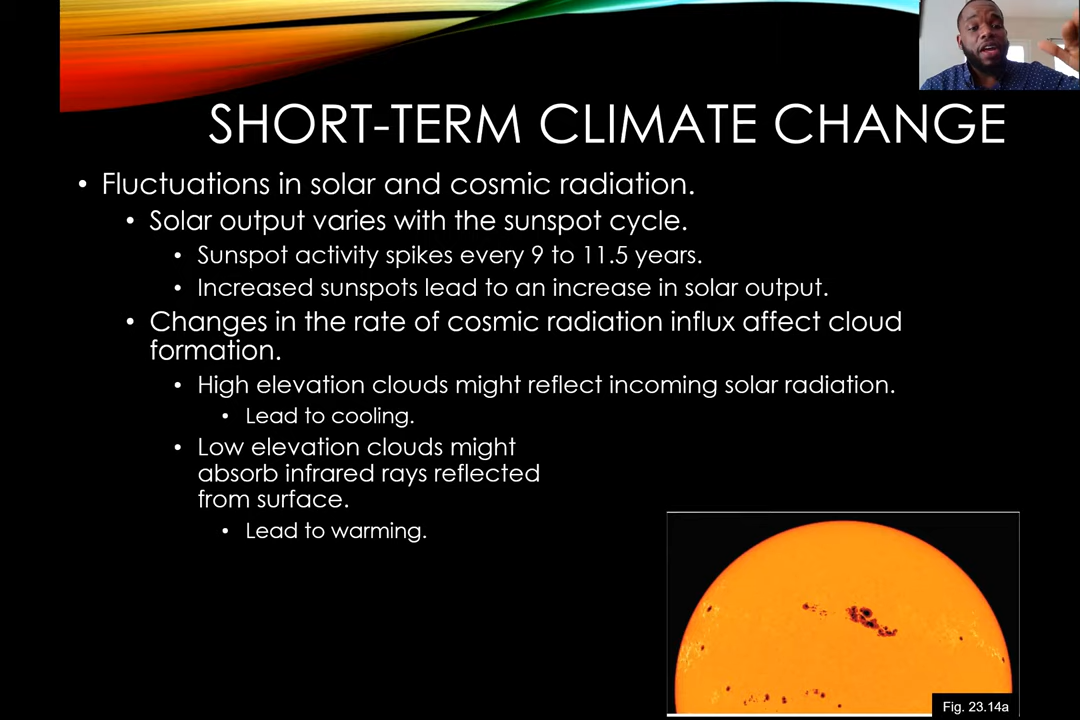 SHORT-TERM CLIMATE CHANGE
• Fluctuations in solar and cosmic radiation.
• Solar output varies with the sunspot cycle.
• Sunspot activity spikes every 9 to 11.5 years.
• Increased sunspots lead to an increase in solar output.
• Changes in the rate of cosmic radiation influx affect cloud
formation.
• High elevation clouds might reflect incoming solar radiation.
• Lead to cooling.
• Low elevation clouds might
absorb infrared rays reflected
from surface.
• Lead to warming.
Fig. 23.14a